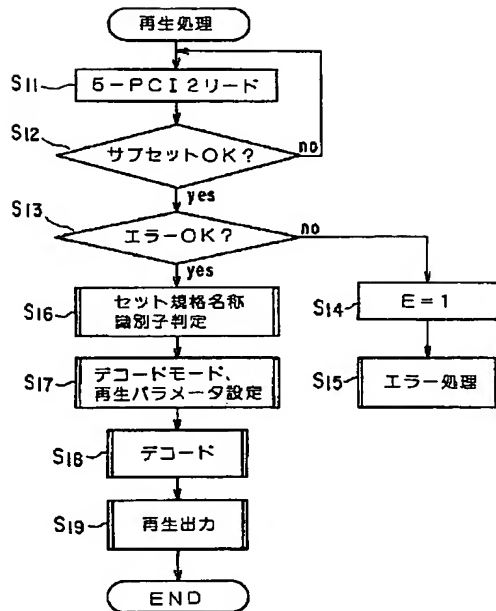 再生処理
S11
5-PCI2リード
S12
サブセットOK?
no
yes
S13
エラーOK?
no
yes
S14
E=1
S16
セット規格名称
識別子判定
S15
エラー処理
S17
デコードモード、
再生パラメータ設定
S18
デコード
S19
再生出力
END